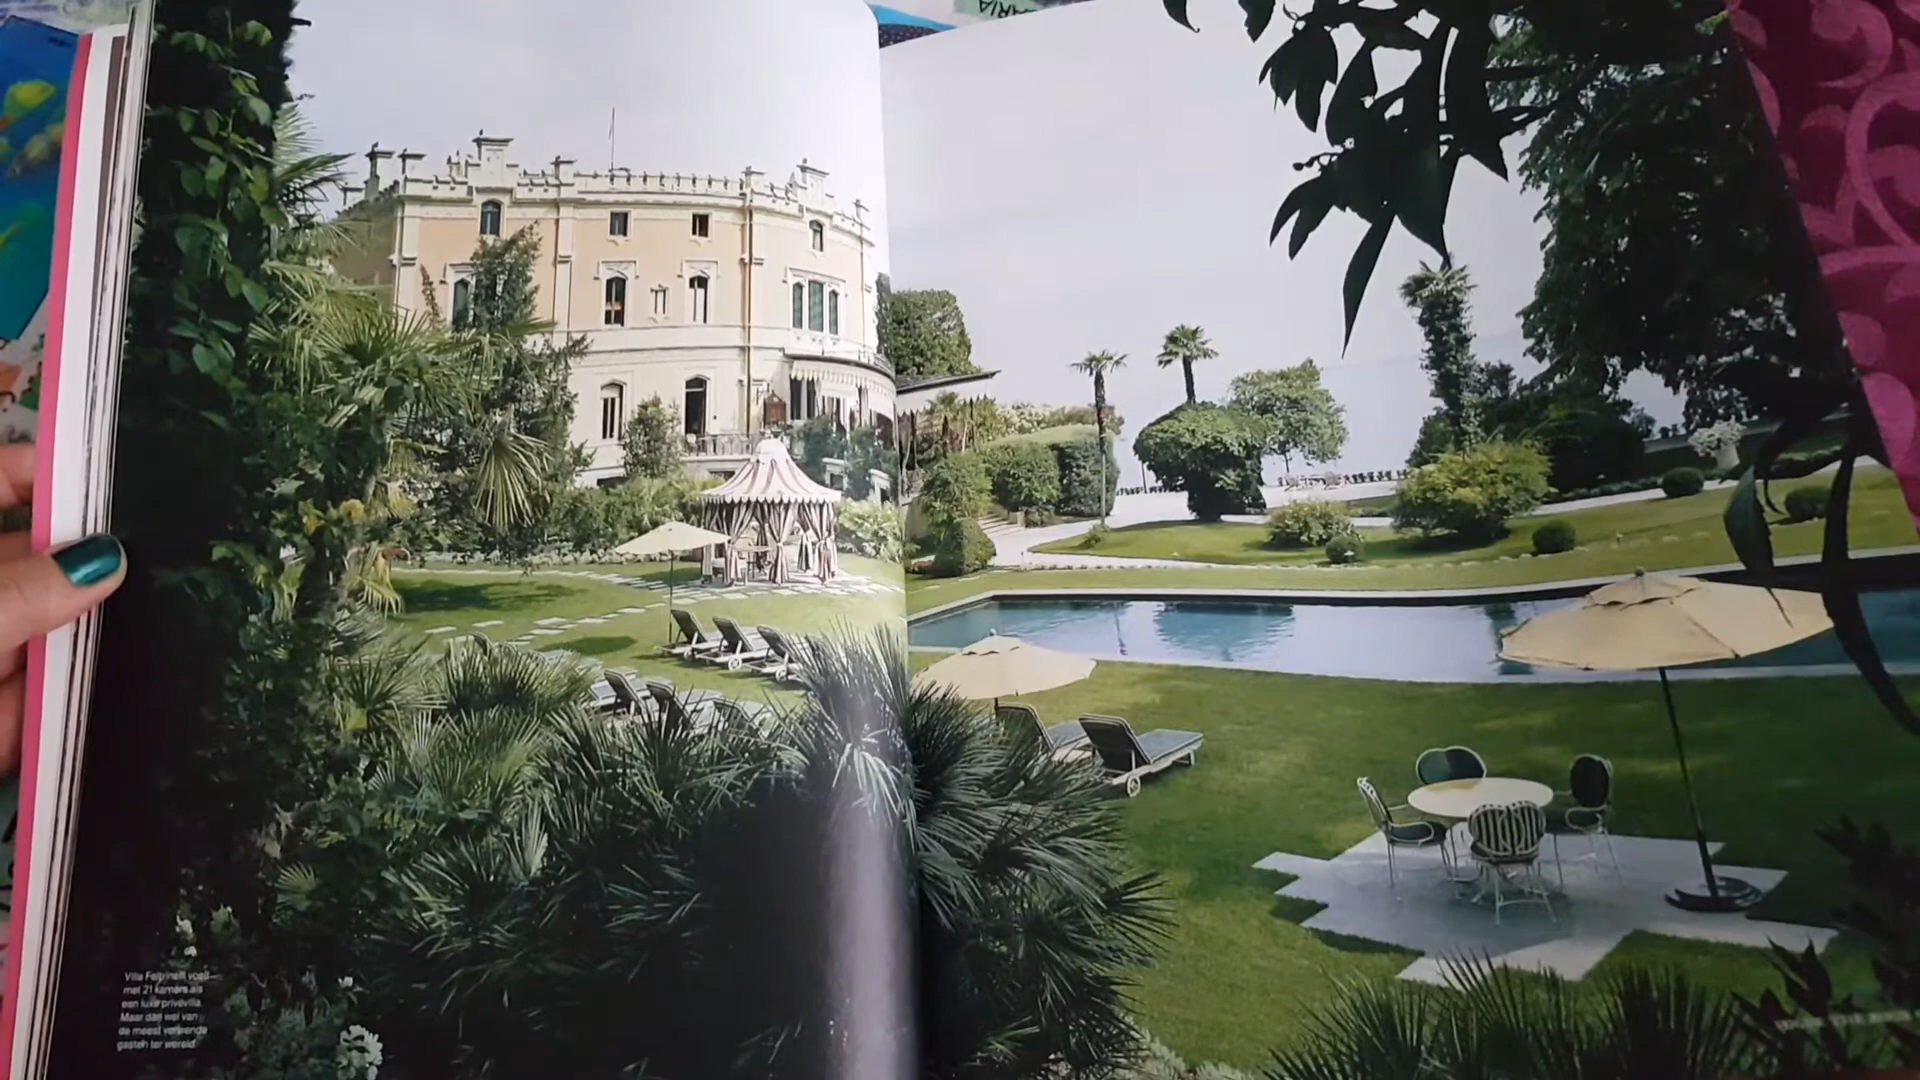 ARIA
Villa Feltrinelli voelt
met 21 kamers als
een luxe privévilla.
Maar dan wel van
de meest verwende
gasten ter wereld